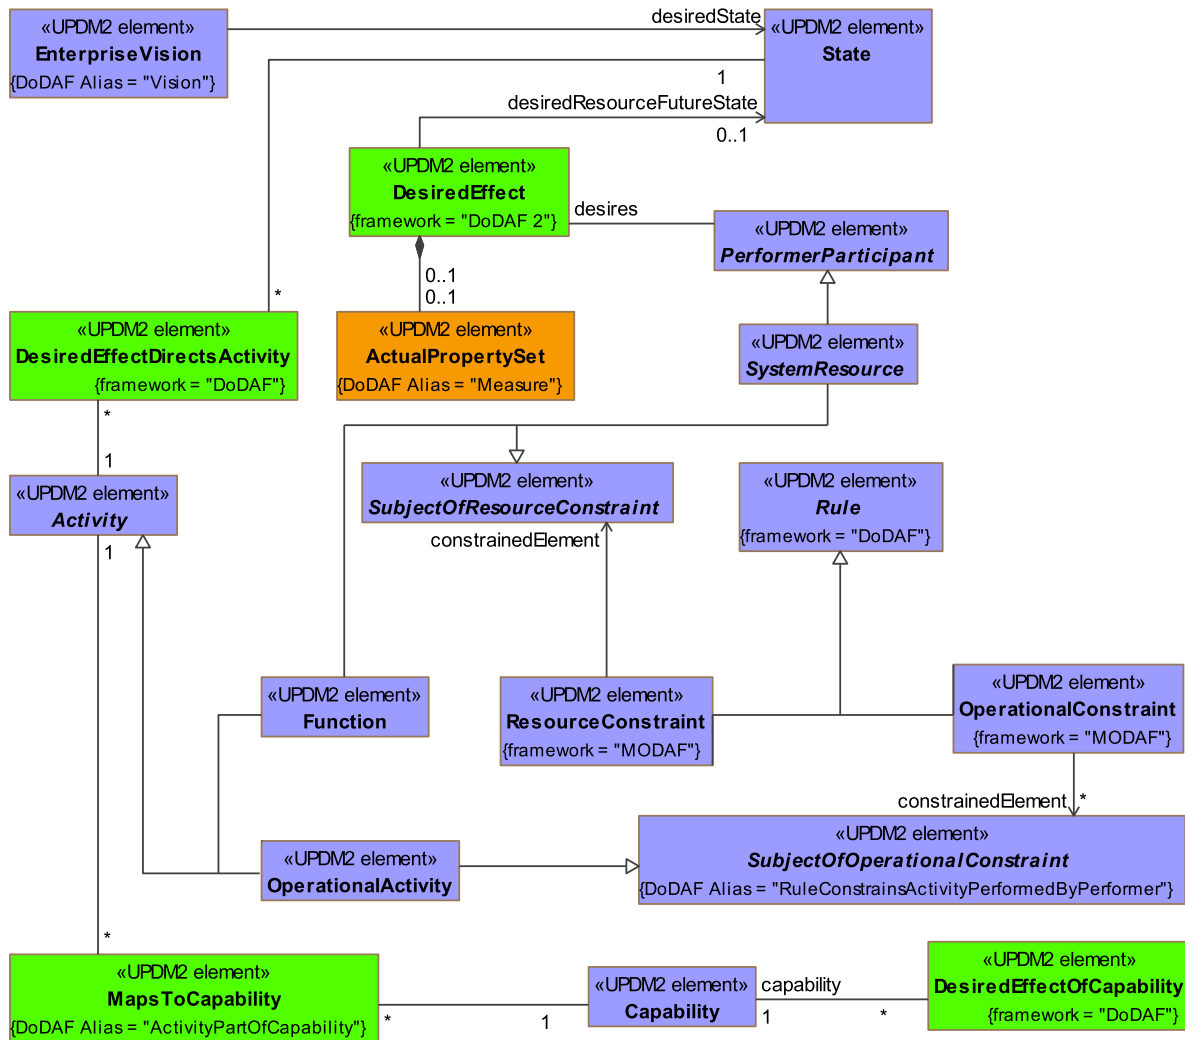 «UPDM2 element»
EnterpriseVision
{DoDAF Alias = "Vision"}
desiredState
«UPDM2 element»
State
1
desiredResourceFutureState
0..1
«UPDM2 element»
DesiredEffect
{framework = "DoDAF 2"}
desires
«UPDM2 element»
PerformerParticipant
0..1
0..1
*
«UPDM2 element»
DesiredEffectDirectsActivity
{framework = "DoDAF"}
«UPDM2 element»
ActualPropertySet
{DoDAF Alias = "Measure"}
«UPDM2 element»
SystemResource
*
1
«UPDM2 element»
Activity
1
«UPDM2 element»
SubjectOfResourceConstraint
constrainedElement
«UPDM2 element»
Rule
{framework = "DoDAF"}
«UPDM2 element»
Function
«UPDM2 element»
ResourceConstraint
{framework = "MODAF"}
«UPDM2 element»
OperationalConstraint
{framework = "MODAF"}
constrainedElement
*
«UPDM2 element»
OperationalActivity
«UPDM2 element»
SubjectOfOperationalConstraint
{DoDAF Alias = "RuleConstrainsActivityPerformedByPerformer"}
*
«UPDM2 element»
MapsToCapability
{DoDAF Alias = "ActivityPartOfCapability"}
*
1
«UPDM2 element»
Capability
capability
1
*
«UPDM2 element»
DesiredEffectOfCapability
{framework = "DoDAF"}